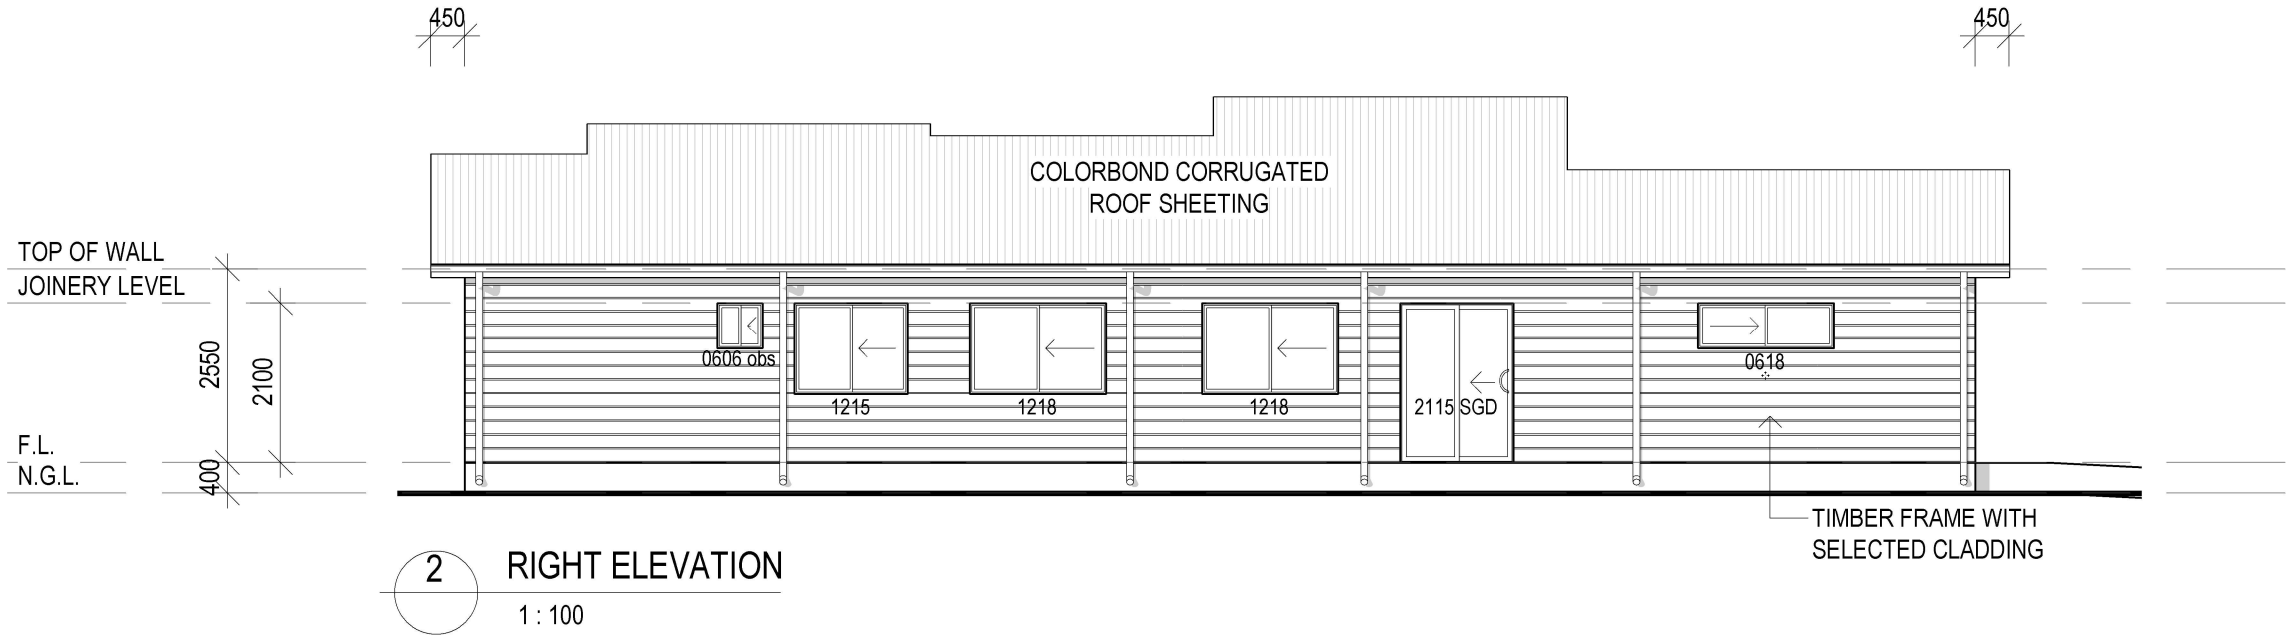 450
450
COLORBOND CORRUGATED
ROOF SHEETING
TOP OF WALL
JOINERY LEVEL
2550
2100
0606 obs
1215
1218
1218
2115 SGD
0618
F.L.
N.G.L.
400
TIMBER FRAME WITH
SELECTED CLADDING
2
RIGHT ELEVATION
1 : 100